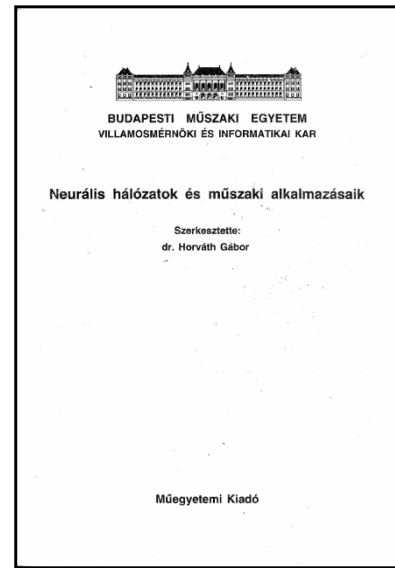 BUDAPESTI MŰSZAKI EGYETEM
VILLAMOSMÉRNÖKI ÉS INFORMATIKAI KAR
Neurális hálózatok és műszaki alkalmazásaik
Szerkesztette:
dr. Horváth Gábor
Műegyetemi Kiadó